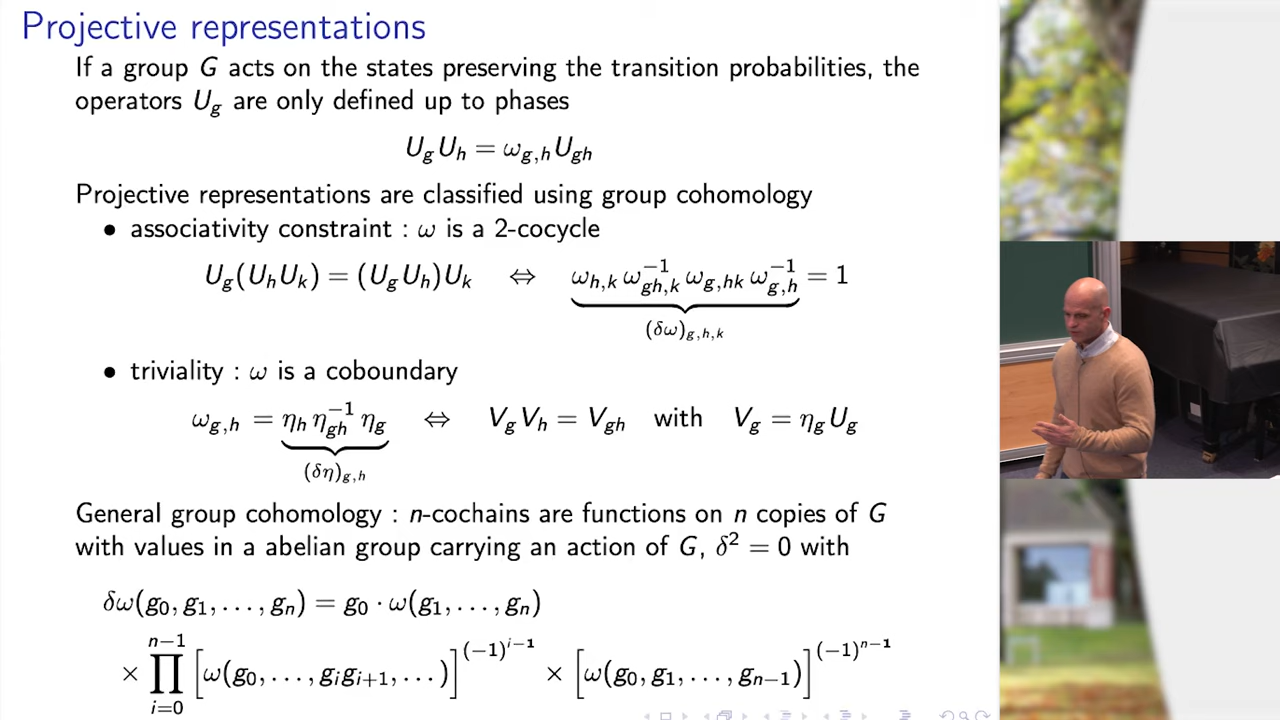 Projective representations
If a group G acts on the states preserving the transition probabilities, the
operators U_g are only defined up to phases
U_g U_h = ω_{g,h} U_{gh}
Projective representations are classified using group cohomology
• associativity constraint : ω is a 2-cocycle
U_g(U_h U_k) = (U_g U_h)U_k ⇔ ω_{h,k} ω_{gh,k}^{-1} ω_{g,hk} ω_{g,h}^{-1} = 1
(δω)_{g,h,k}
• triviality : ω is a coboundary
ω_{g,h} = η_h η_{gh}^{-1} η_g ⇔ V_g V_h = V_{gh} with V_g = η_g U_g
(δη)_{g,h}
General group cohomology : n-cochains are functions on n copies of G
with values in a abelian group carrying an action of G, δ² = 0 with
δω(g_0, g_1, . . . , g_n) = g_0 · ω(g_1, . . . , g_n)
× ∏_{i=0}^{n−1} [ω(g_0, . . . , g_i g_{i+1}, . . . )]^{(−1)^{i−1}} × [ω(g_0, g_1, . . . , g_{n−1})]^{(−1)^{n−1}}